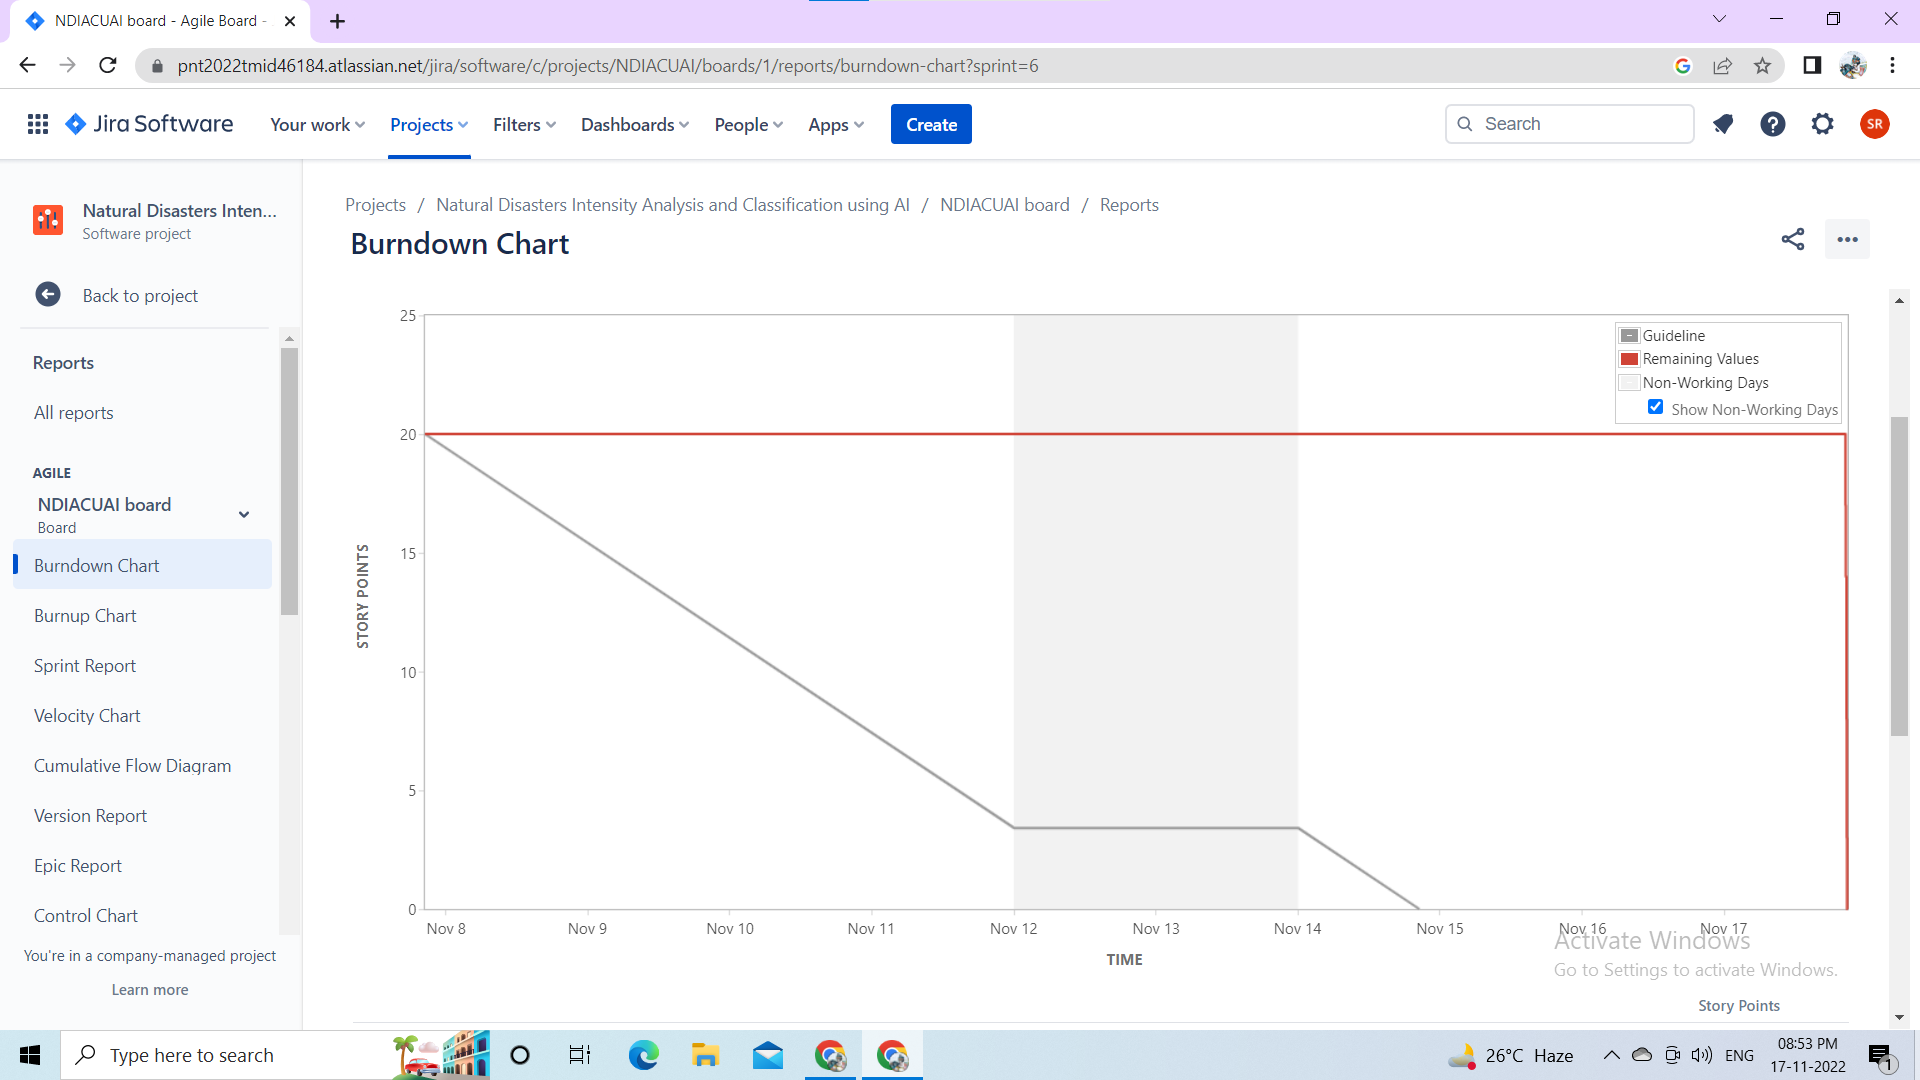 NDIACUAI board - Agile Board -
pnt2022tmid46184.atlassian.net/jira/software/c/projects/NDIACUAI/boards/1/reports/burndown-chart?sprint=6
Jira Software
Your work
Projects
Filters
Dashboards
People
Apps
Create
Search
SR
Natural Disasters Inten...
Software project
Back to project
Reports
All reports
AGILE
NDIACUAI board
Board
Burndown Chart
Burnup Chart
Sprint Report
Velocity Chart
Cumulative Flow Diagram
Version Report
Epic Report
Control Chart
You're in a company-managed project
Learn more
Projects / Natural Disasters Intensity Analysis and Classification using AI / NDIACUAI board / Reports
Burndown Chart
Guideline
Remaining Values
Non-Working Days
Show Non-Working Days
STORY POINTS
25
20
15
10
5
0
Nov 8
Nov 9
Nov 10
Nov 11
Nov 12
Nov 13
Nov 14
Nov 15
Nov 16
Nov 17
TIME
Activate Windows
Go to Settings to activate Windows.
Story Points
Type here to search
26°C Haze
ENG
08:53 PM
17-11-2022
1